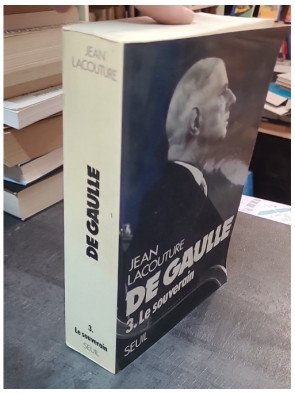 JEAN
LACOUTURE
DE GAULLE
3.
Le souverain
SEUIL
JEAN
LACOUTURE
DE GAULLE
3. Le souverain
SEUIL